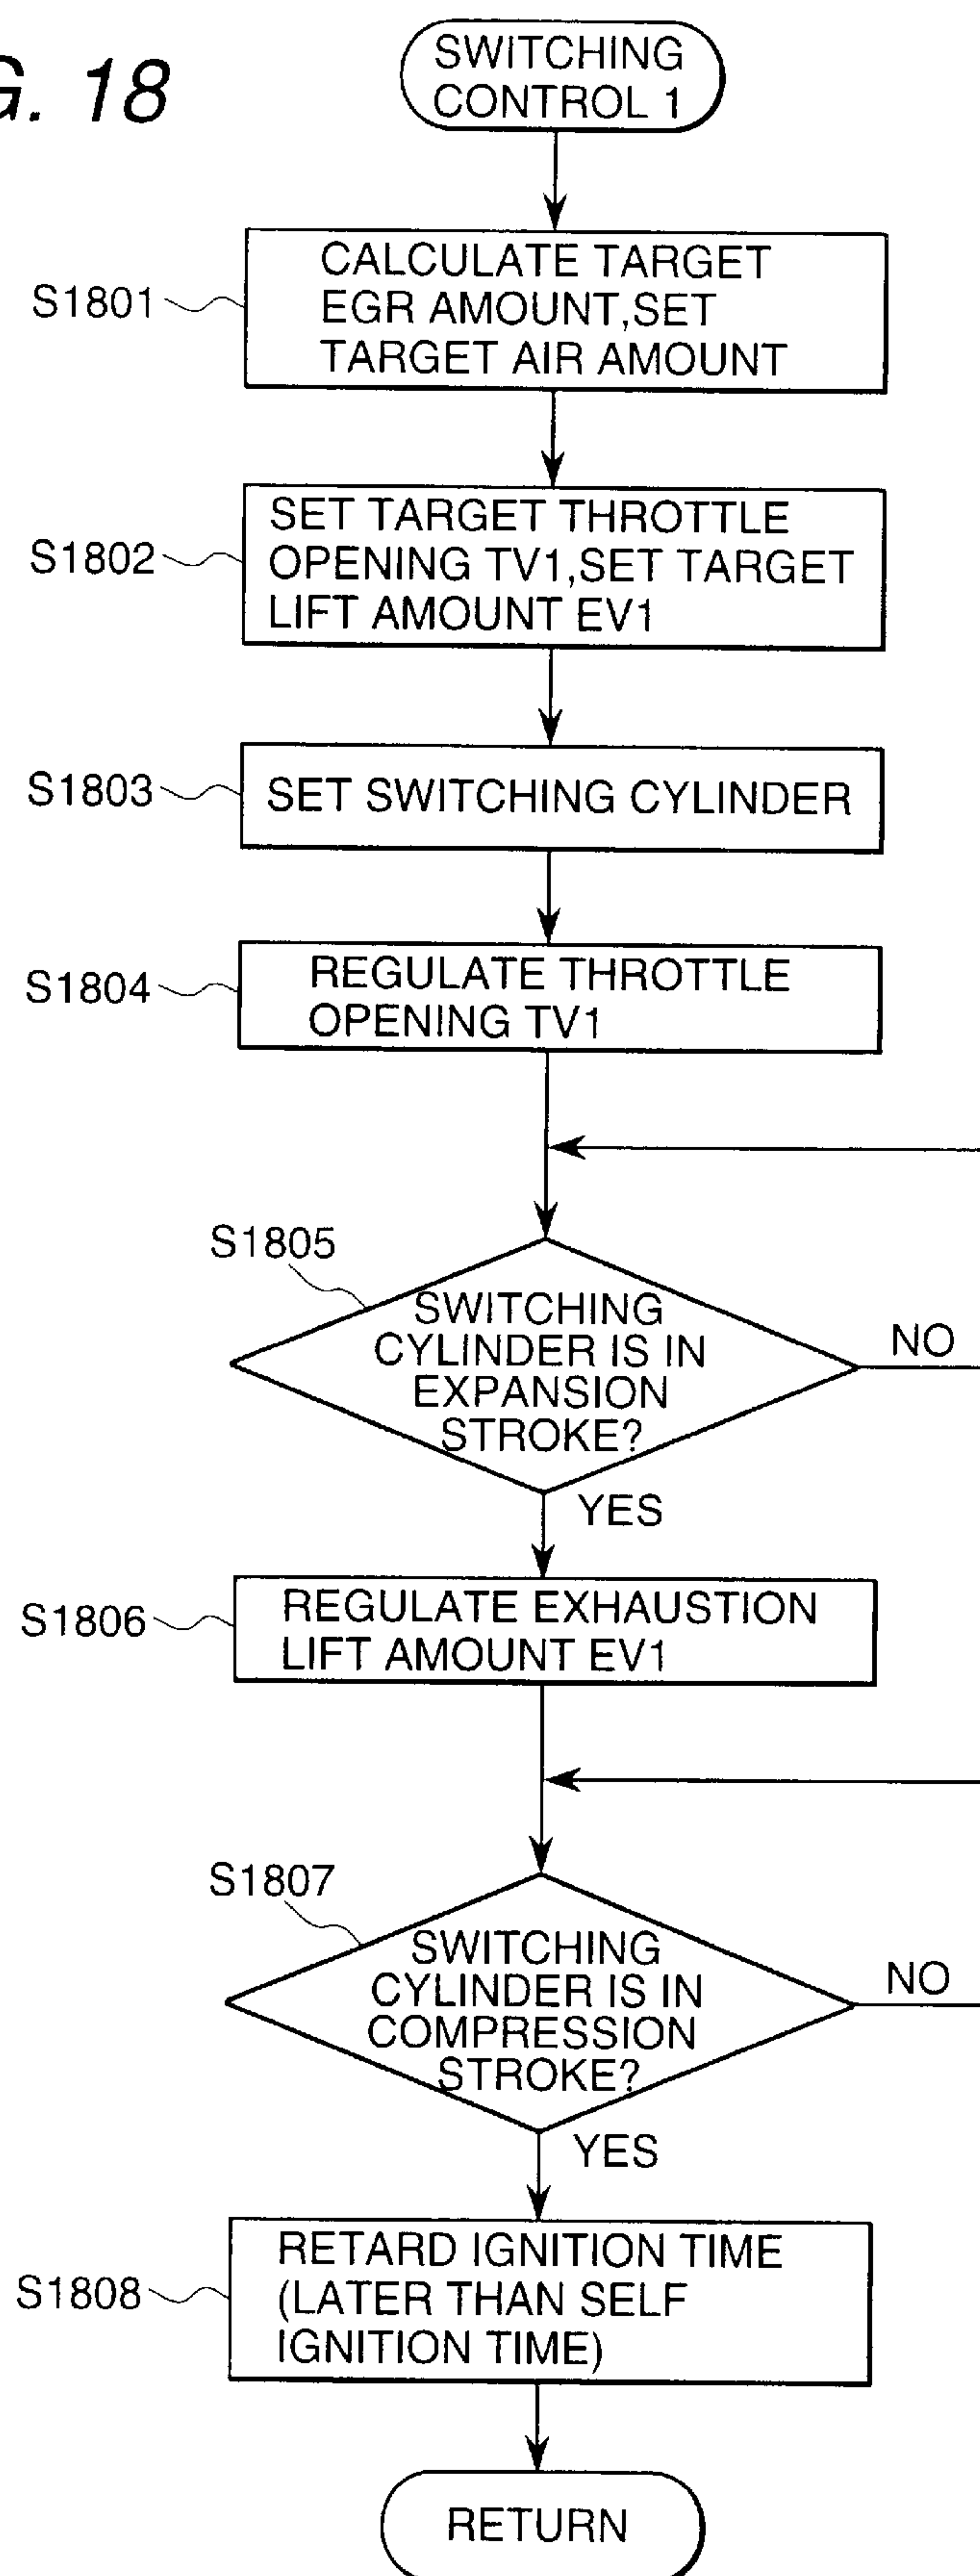 G. 18
SWITCHING
CONTROL 1
S1801
CALCULATE TARGET
EGR AMOUNT,SET
TARGET AIR AMOUNT
S1802
SET TARGET THROTTLE
OPENING TV1,SET TARGET
LIFT AMOUNT EV1
S1803
SET SWITCHING CYLINDER
S1804
REGULATE THROTTLE
OPENING TV1
S1805
SWITCHING
CYLINDER IS IN
EXPANSION
STROKE?
NO
YES
S1806
REGULATE EXHAUSTION
LIFT AMOUNT EV1
S1807
SWITCHING
CYLINDER IS IN
COMPRESSION
STROKE?
NO
YES
S1808
RETARD IGNITION TIME
(LATER THAN SELF
IGNITION TIME)
RETURN